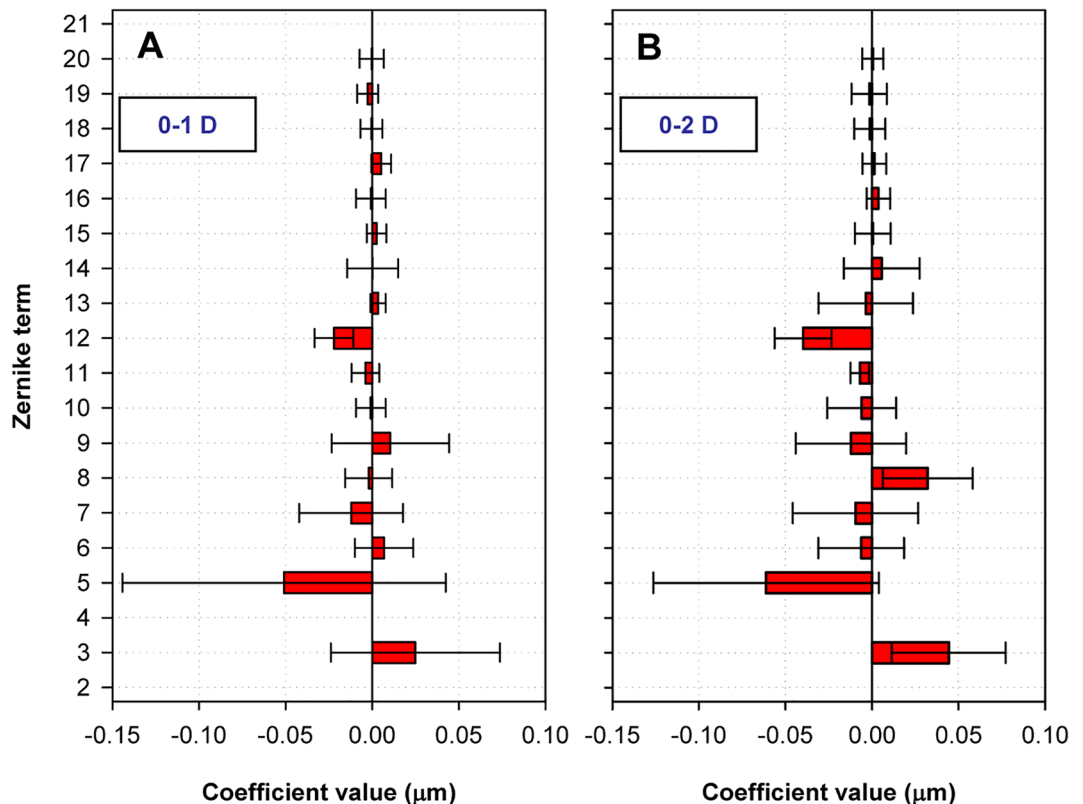 A
B
0-1 D
0-2 D
Zernike term
21
20
19
18
17
16
15
14
13
12
11
10
9
8
7
6
5
4
3
2
-0.15 -0.10 -0.05 0.00 0.05 0.10
-0.15 -0.10 -0.05 0.00 0.05 0.10
Coefficient value (μm)
Coefficient value (μm)